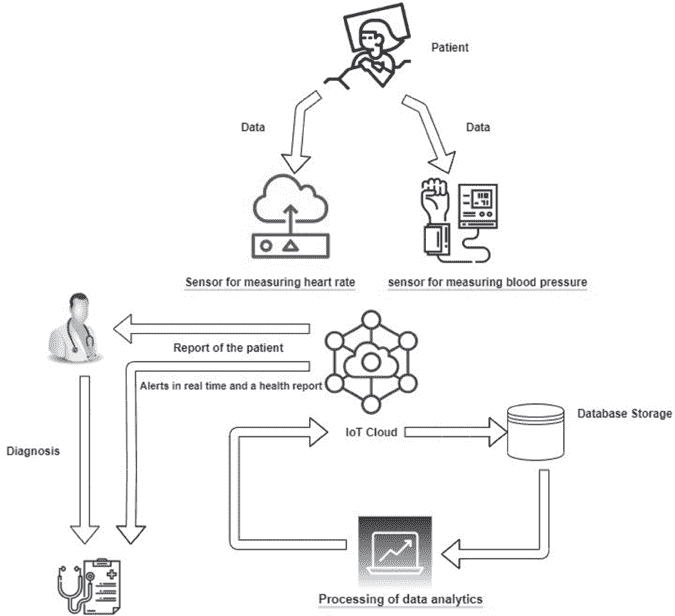 Patient
Data
Data
Sensor for measuring heart rate
sensor for measuring blood pressure
Report of the patient
Alerts in real time and a health report
IoT Cloud
Database Storage
Diagnosis
Processing of data analytics